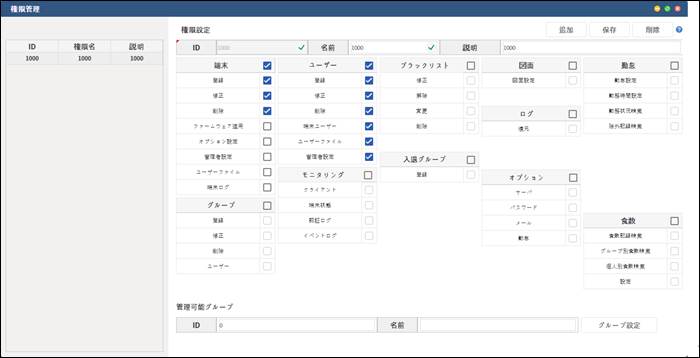 権限管理
ID 権限名 説明
1000 1000 1000
権限設定
追加 保存 削除
ID 1000 名前 1000 説明 1000
端末
登録
修正
削除
ファームウェア適用
オプション設定
管理者設定
ユーザーファイル
端末ログ
グループ
登録
修正
削除
ユーザー
ユーザー
登録
修正
削除
端末ユーザー
ユーザーファイル
管理者設定
モニタリング
クライアント
端末状態
認証ログ
イベントログ
ブラックリスト
修正
解除
変更
削除
入退グループ
登録
図面
図面設定
ログ
復元
オプション
サーバ
パスワード
メール
勤怠
勤怠
勤怠設定
勤務時間設定
勤務状況検索
除外記録検索
食数
食数記録検索
グループ別食数検索
個人別食数検索
設定
管理可能グループ
ID 0 名前 グループ設定